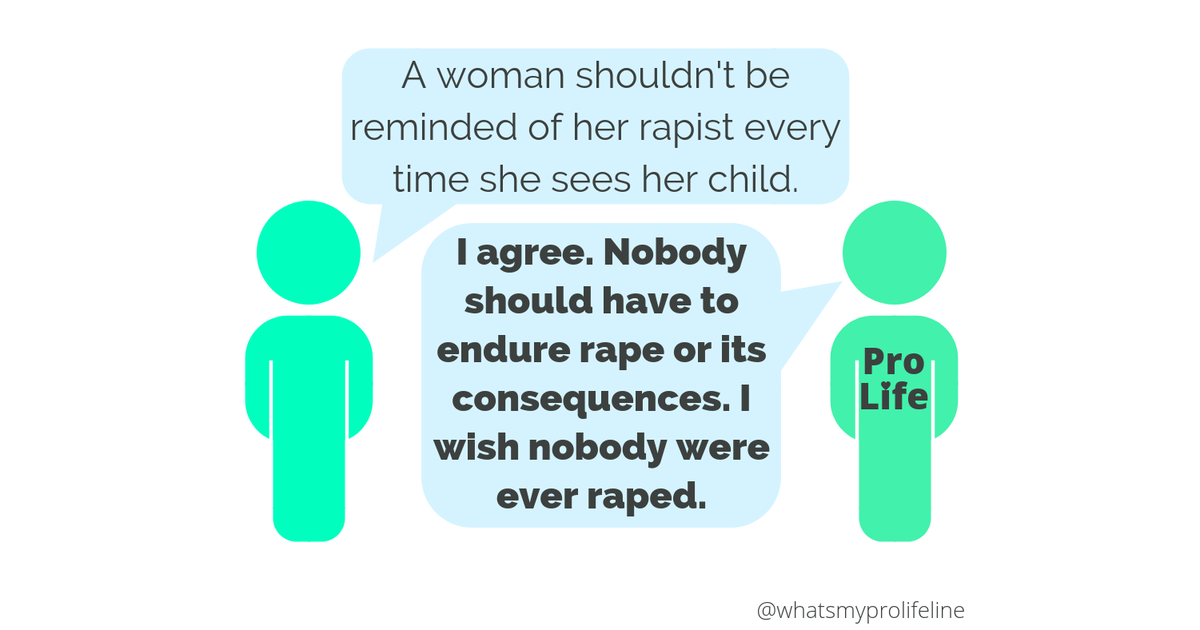 A woman shouldn't be
reminded of her rapist every
time she sees her child.
I agree. Nobody
should have to
endure rape or its
consequences. I
wish nobody were
ever raped.
Pro
Life
@whatsmyprolifeline